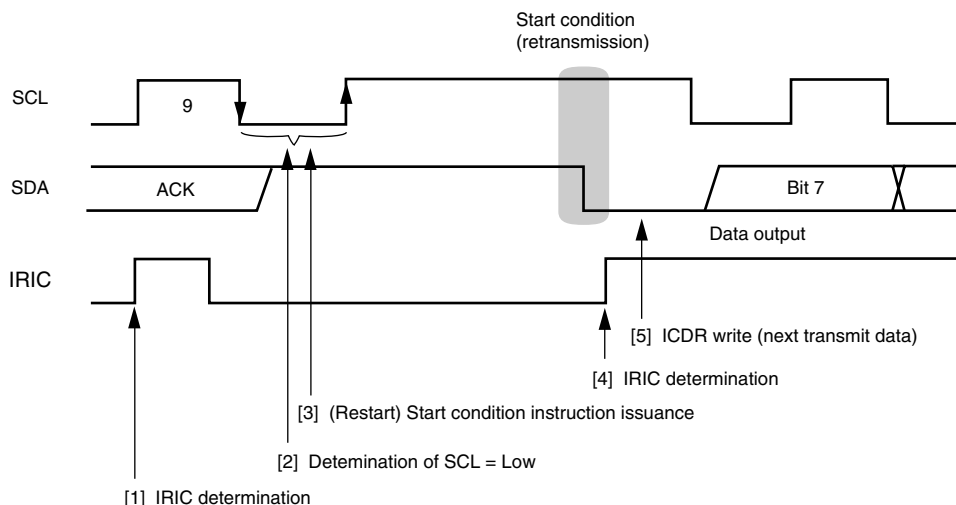 Start condition
(retransmission)
SCL
9
SDA
ACK
Bit 7
Data output
IRIC
[5] ICDR write (next transmit data)
[4] IRIC determination
[3] (Restart) Start condition instruction issuance
[2] Detemination of SCL = Low
[1] IRIC determination